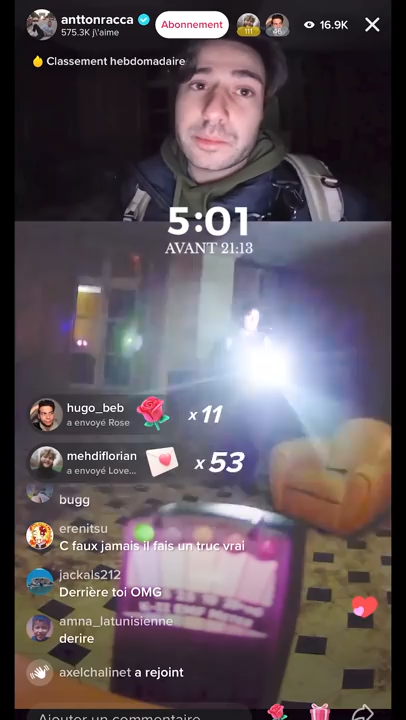 anttonracca
575.3K j\'aime
Abonnement
111
46
16.9K
Classement hebdomadaire
5:01
AVANT 21:13
hugo_beb
a envoyé Rose
x 11
mehdiflorian
a envoyé Love...
x 53
bugg
erenitsu
C faux jamais il fais un truc vrai
jackals212
Derrière toi OMG
amna_latunisienne
derire
axelchalinet a rejoint
Ajouter un commentaire